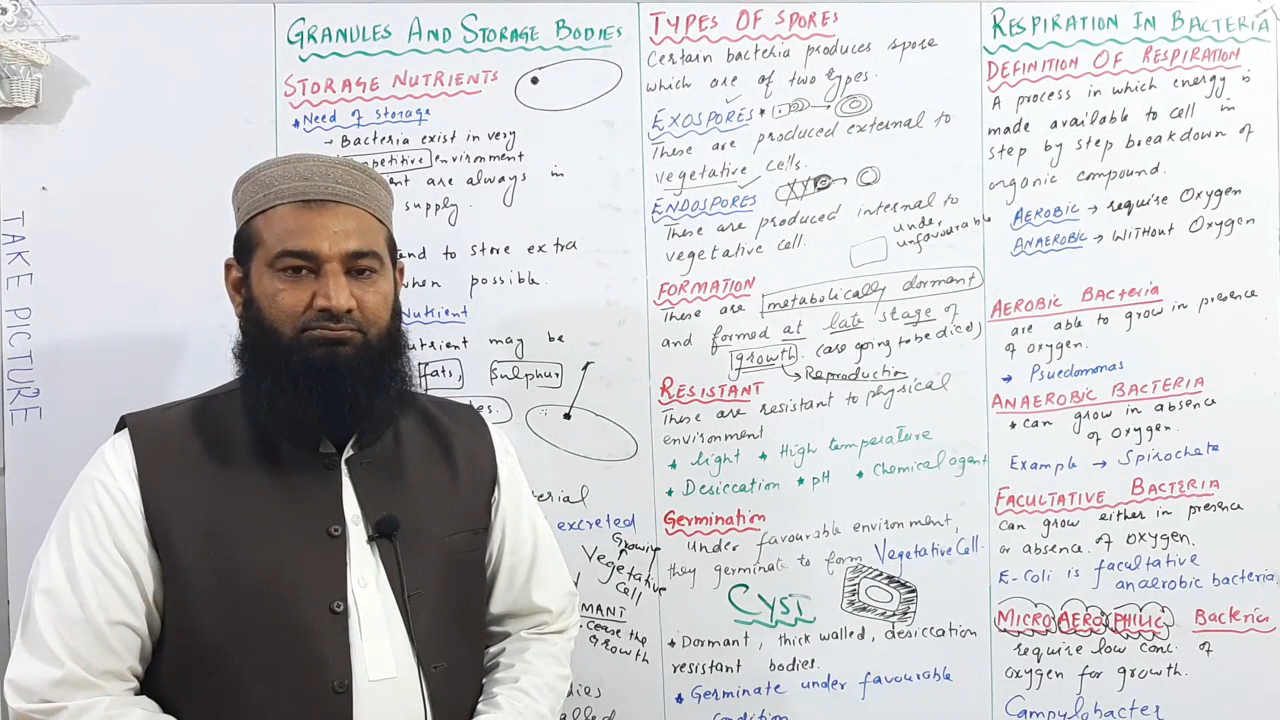 TAKE PICTURE
GRANULES AND STORAGE BODIES
STORAGE NUTRIENTS
* Need of storage
→ Bacteria exist in very
competitive environment
are always in
supply.
to store extra
when possible.
Nutrient
may be
fats, sulphur
excreted
Growing
Vegetative
Cell
cease the
growth
TYPES OF SPORES
Certain bacteria produces spore
which are of two types.
EXOSPORES
These are produced external to
vegetative cells.
ENDOSPORES
These are produced internal to
vegetative cell.
under
unfavourable
FORMATION
These are metabolically dormant
and formed at late stage of
growth. (are going to be died)
→ Reproduction
RESISTANT
These are resistant to physical
environment
* light * High temperature
* Desiccation * pH * Chemical agent
Germination
Under favourable environment,
they germinate to form Vegetative Cell.
CYST
* Dormant, thick walled, desiccation
resistant bodies.
* Germinate under favourable
condition
RESPIRATION IN BACTERIA
DEFINITION OF RESPIRATION
A process in which energy is
made available to cell in
step by step breakdown of
organic compound.
AEROBIC → require Oxygen
ANAEROBIC → WITHOUT Oxygen
AEROBIC BACTERIA
are able to grow in presence
of oxygen.
→ Psuedomonas
ANAEROBIC BACTERIA
* can grow in absence
of oxygen.
Example → Spirochete
FACULTATIVE BACTERIA
can grow either in presence
or absence of oxygen.
E-Coli is facultative
anaerobic bacteria
MICRO AERO PHILIC Bacteria
require low conc. of
oxygen for growth.
Campylobacter